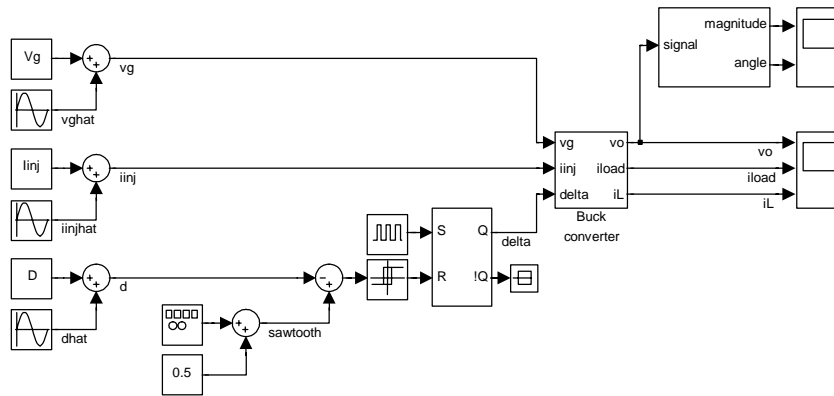 magnitude
signal
angle
Vg
+
+
vg
vghat
vg
vo
vo
Iinj
+
+
iinj
iinj
iload
iload
delta
iL
iL
iinjhat
Buck
converter
S
Q
delta
D
+
+
d
−
+
R
!Q
dhat
+
+
sawtooth
0.5